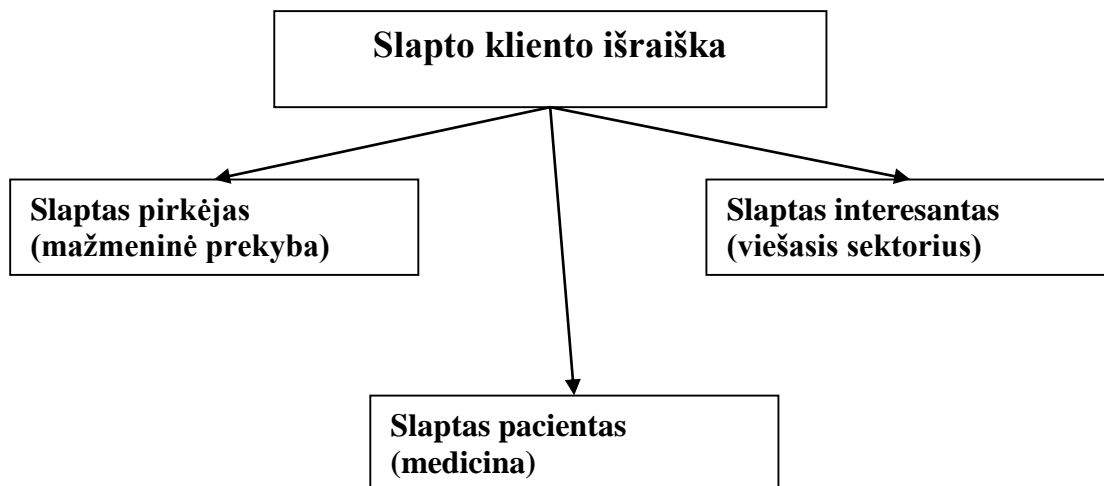 Slapto kliento išraiška
Slaptas pirkėjas
(mažmeninė prekyba)
Slaptas interesantas
(viešasis sektorius)
Slaptas pacientas
(medicina)